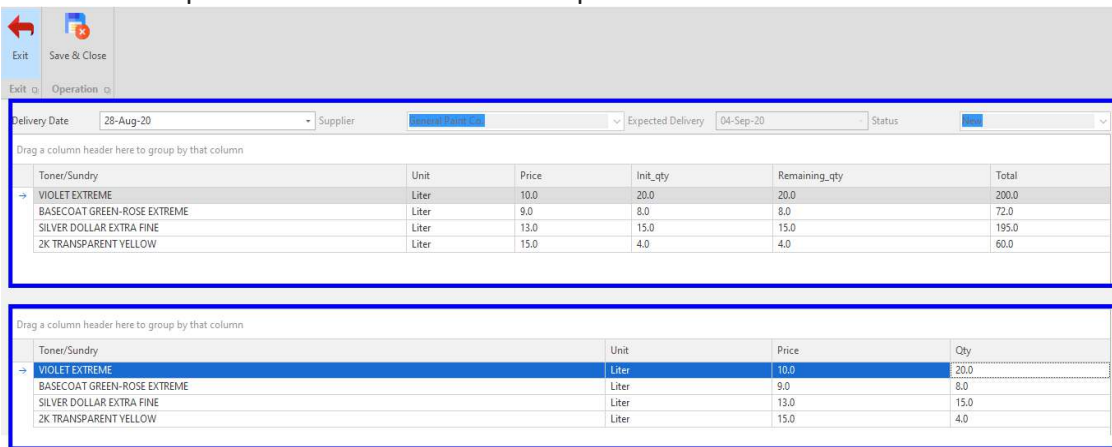 Exit Save & Close
Exit Operation
Delivery Date 28-Aug-20 Supplier General Paint Co. Expected Delivery 04-Sep-20 Status New
Drag a column header here to group by that column
Toner/Sundry Unit Price Init_qty Remaining_qty Total
VIOLET EXTREME Liter 10.0 20.0 20.0 200.0
BASECOAT GREEN-ROSE EXTREME Liter 9.0 8.0 8.0 72.0
SILVER DOLLAR EXTRA FINE Liter 13.0 15.0 15.0 195.0
2K TRANSPARENT YELLOW Liter 15.0 4.0 4.0 60.0
Drag a column header here to group by that column
Toner/Sundry Unit Price Qty
VIOLET EXTREME Liter 10.0 20.0
BASECOAT GREEN-ROSE EXTREME Liter 9.0 8.0
SILVER DOLLAR EXTRA FINE Liter 13.0 15.0
2K TRANSPARENT YELLOW Liter 15.0 4.0